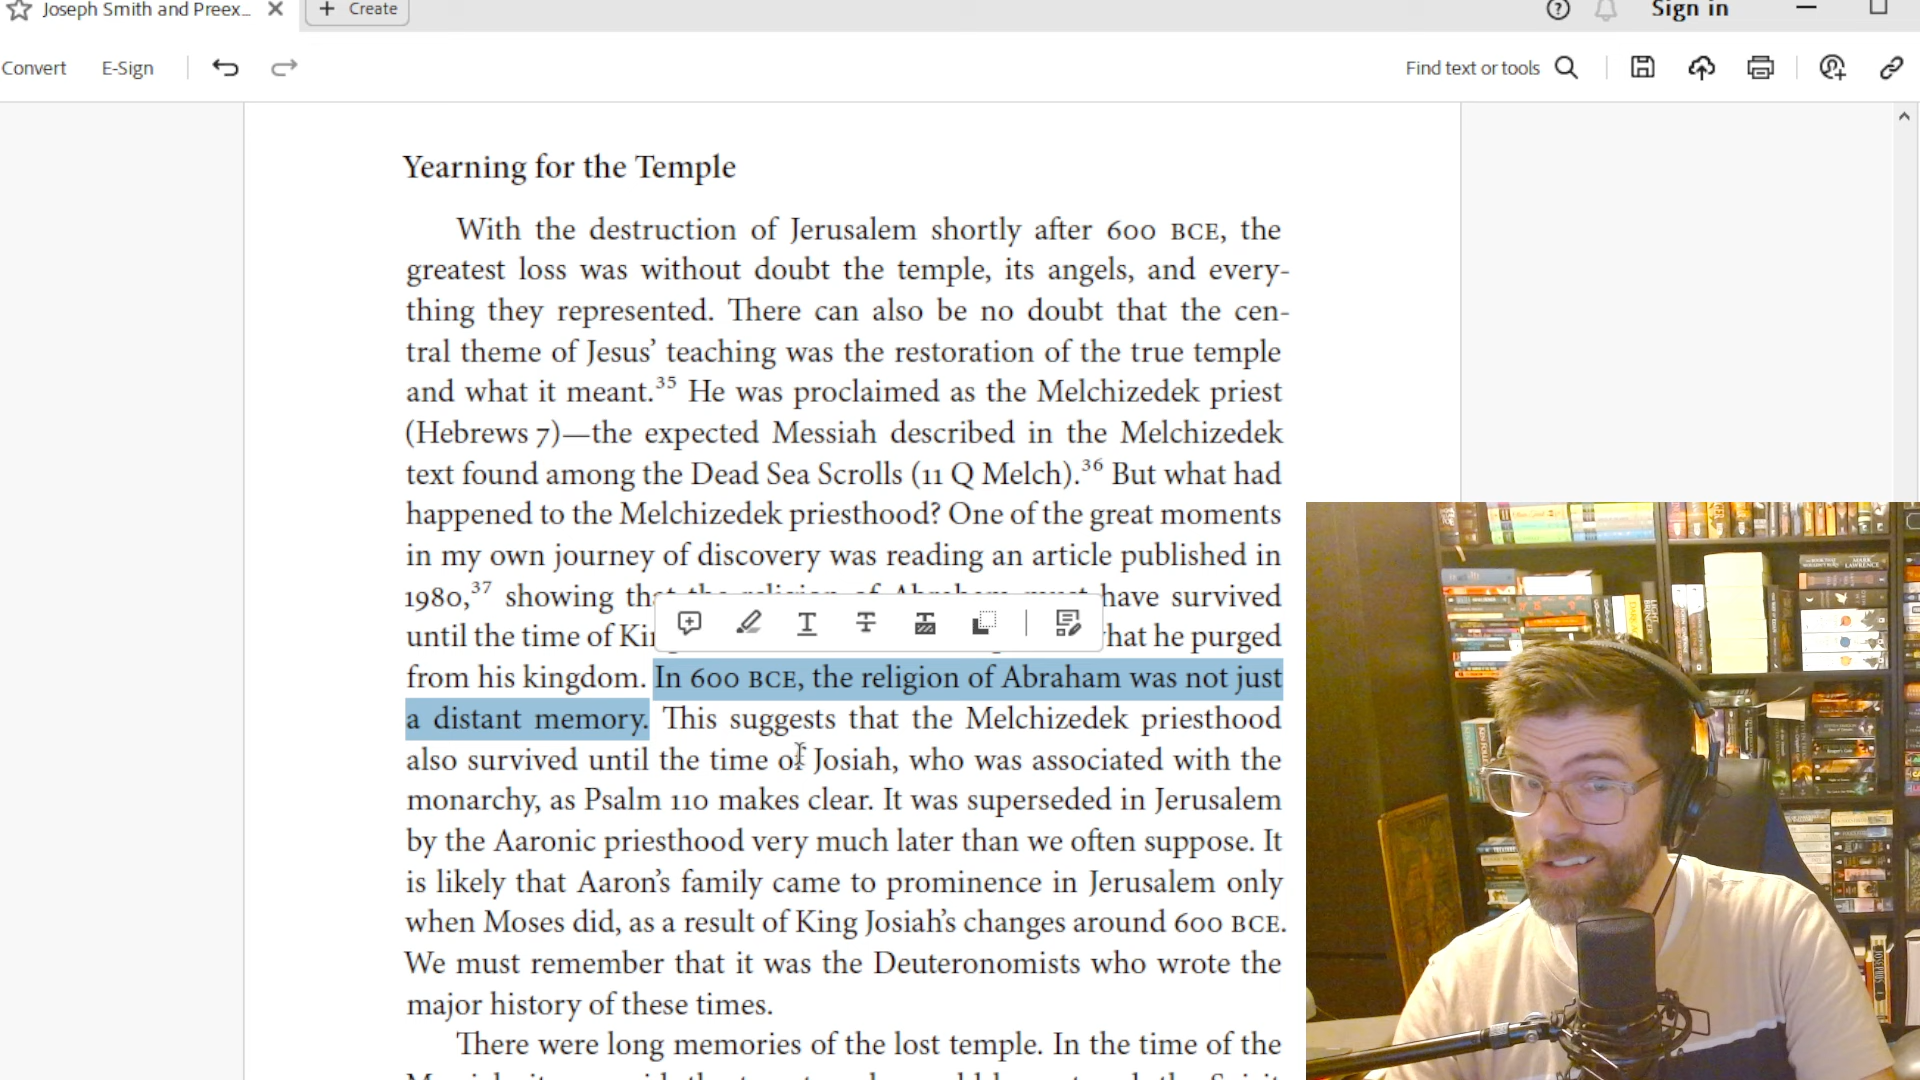 Joseph Smith and Preex...
Create
Sign in
Convert
E-Sign
Find text or tools
Yearning for the Temple
With the destruction of Jerusalem shortly after 600 BCE, the
greatest loss was without doubt the temple, its angels, and every-
thing they represented. There can also be no doubt that the cen-
tral theme of Jesus' teaching was the restoration of the true temple
and what it meant.³⁵ He was proclaimed as the Melchizedek priest
(Hebrews 7)—the expected Messiah described in the Melchizedek
text found among the Dead Sea Scrolls (11 Q Melch).³⁶ But what had
happened to the Melchizedek priesthood? One of the great moments
in my own journey of discovery was reading an article published in
1980,³⁷ showing that the religion of Abraham must have survived
until the time of hat he purged
from his kingdom. In 600 BCE, the religion of Abraham was not just
a distant memory. This suggests that the Melchizedek priesthood
also survived until the time of Josiah, who was associated with the
monarchy, as Psalm 110 makes clear. It was superseded in Jerusalem
by the Aaronic priesthood very much later than we often suppose. It
is likely that Aaron's family came to prominence in Jerusalem only
when Moses did, as a result of King Josiah's changes around 600 BCE.
We must remember that it was the Deuteronomists who wrote the
major history of these times.
There were long memories of the lost temple. In the time of the
MARK
LAWRENCE